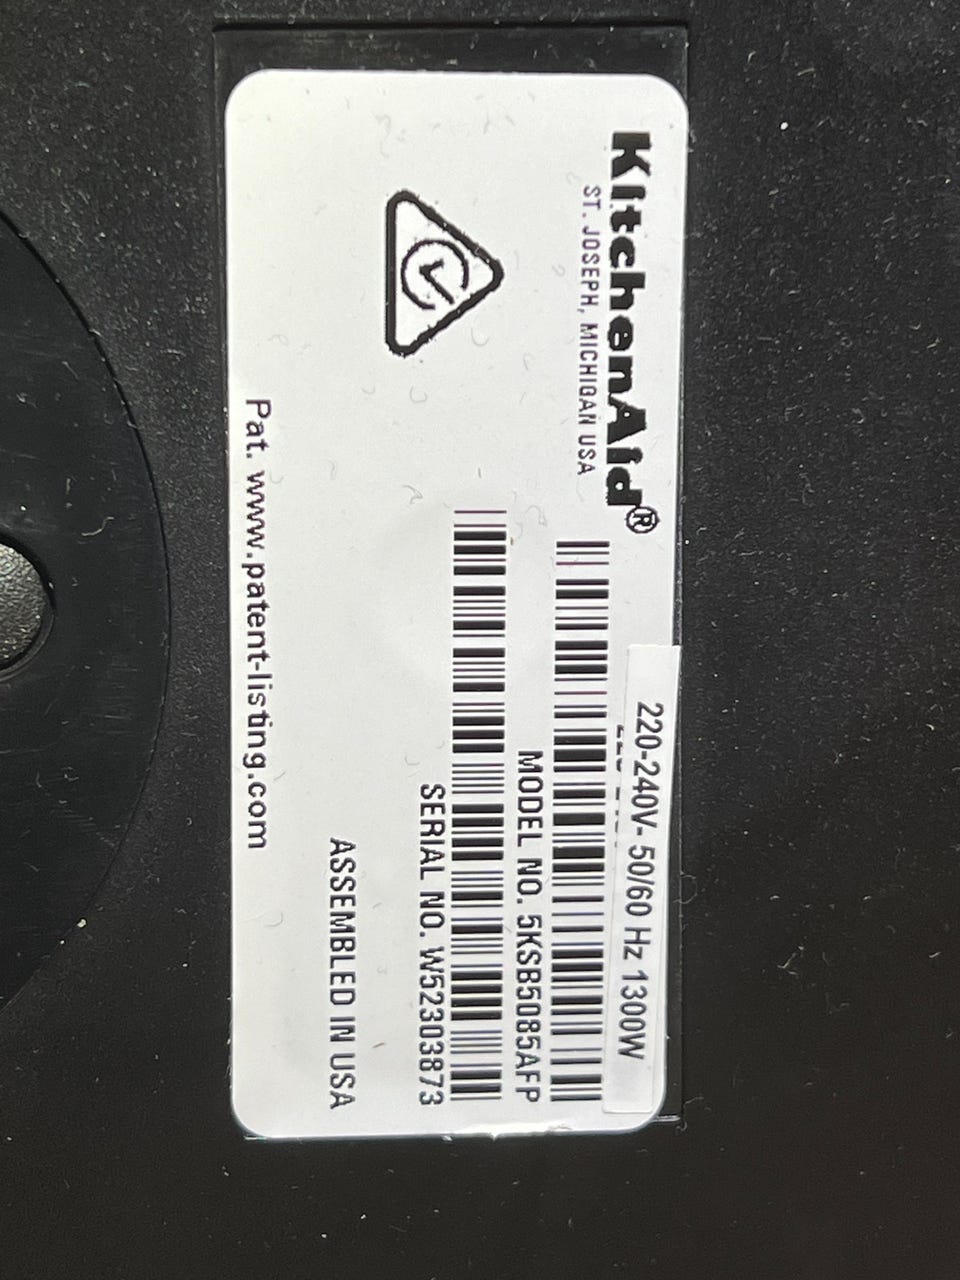 KitchenAid®
ST. JOSEPH, MICHIGAN USA
220-240V- 50/60 Hz 1300W
MODEL NO. 5KSB5085AFP
SERIAL NO. W52303873
ASSEMBLED IN USA
Pat. www.patent-listing.com